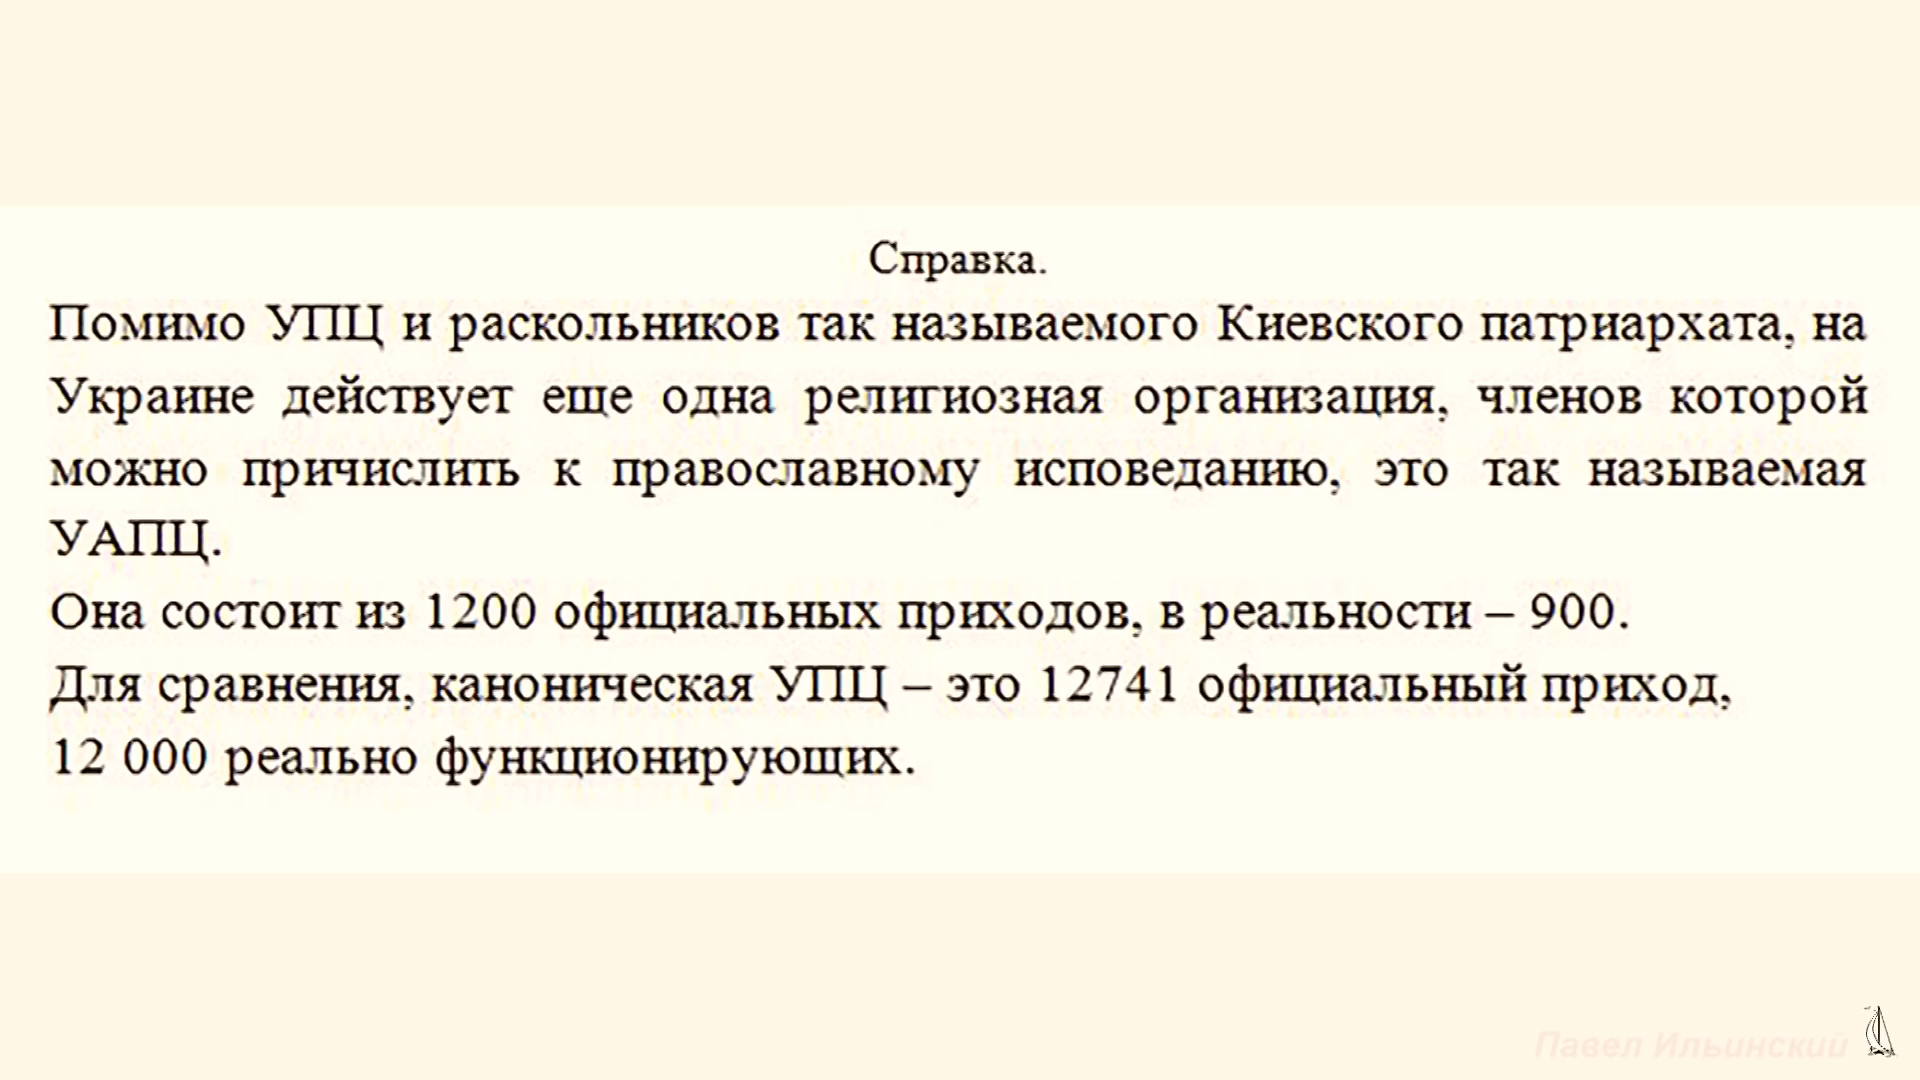 Справка.
Помимо УПЦ и раскольников так называемого Киевского патриархата, на
Украине действует еще одна религиозная организация, членов которой
можно причислить к православному исповеданию, это так называемая
УАПЦ.
Она состоит из 1200 официальных приходов, в реальности – 900.
Для сравнения, каноническая УПЦ – это 12741 официальный приход,
12 000 реально функционирующих.
Павел Ильинский